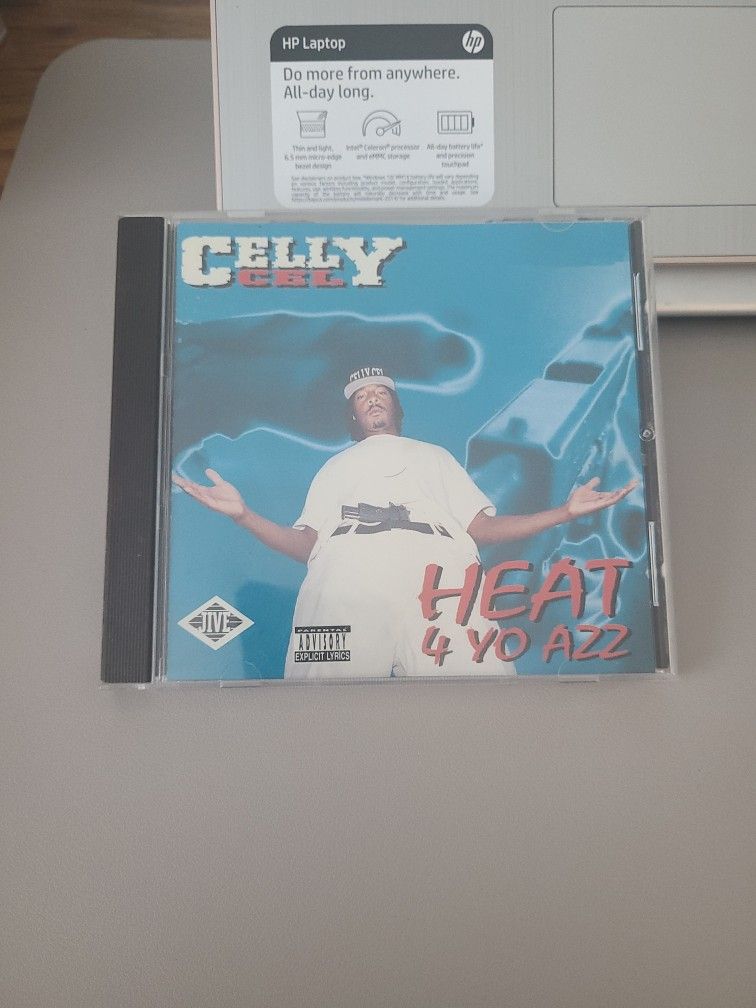 HP Laptop
hp
Do more from anywhere.
All-day long.
Thin and light,
6.5 mm micro-edge
bezel design
Intel® Celeron® processor
and eMMC storage
All-day battery life*
and precision
touchpad
CELLY
CEL
CELLY CEL
HEAT
4 YO AZZ
JIVE
PARENTAL
ADVISORY
EXPLICIT LYRICS